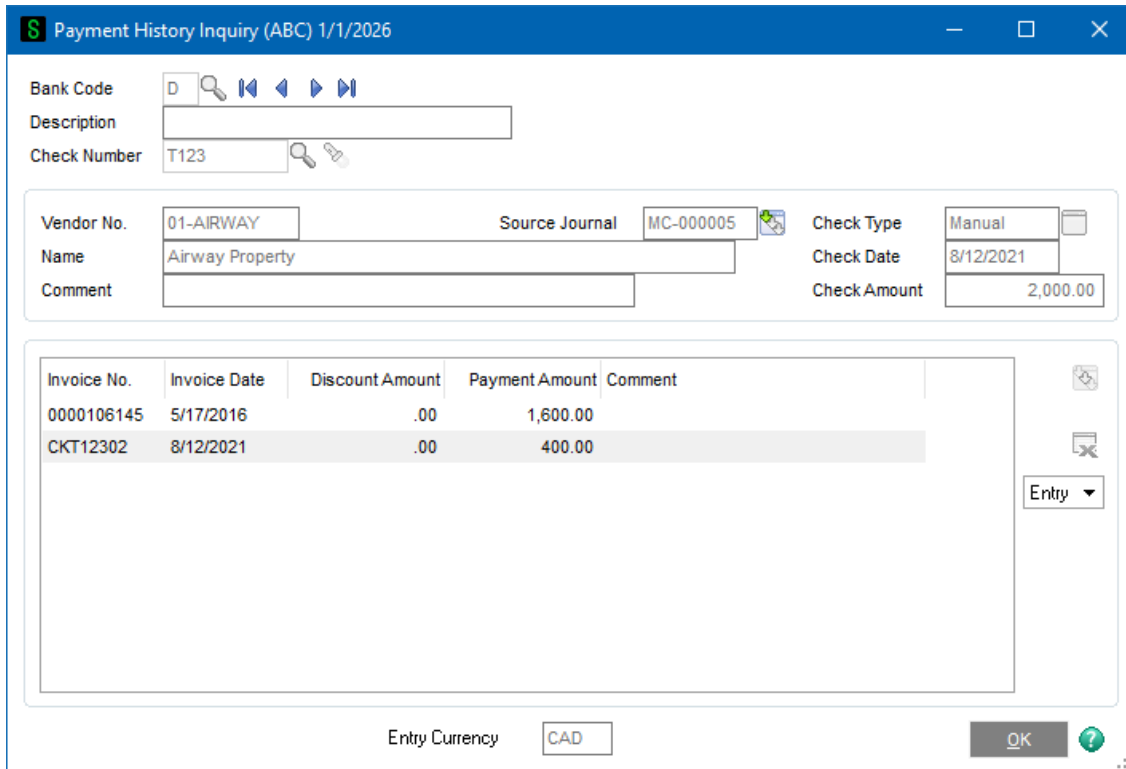 S Payment History Inquiry (ABC) 1/1/2026
Bank Code D
Description
Check Number T123
Vendor No. 01-AIRWAY Source Journal MC-000005 Check Type Manual
Name Airway Property Check Date 8/12/2021
Comment Check Amount 2,000.00
Invoice No. Invoice Date Discount Amount Payment Amount Comment
0000106145 5/17/2016 .00 1,600.00
CKT12302 8/12/2021 .00 400.00
Entry
Entry Currency CAD OK ?